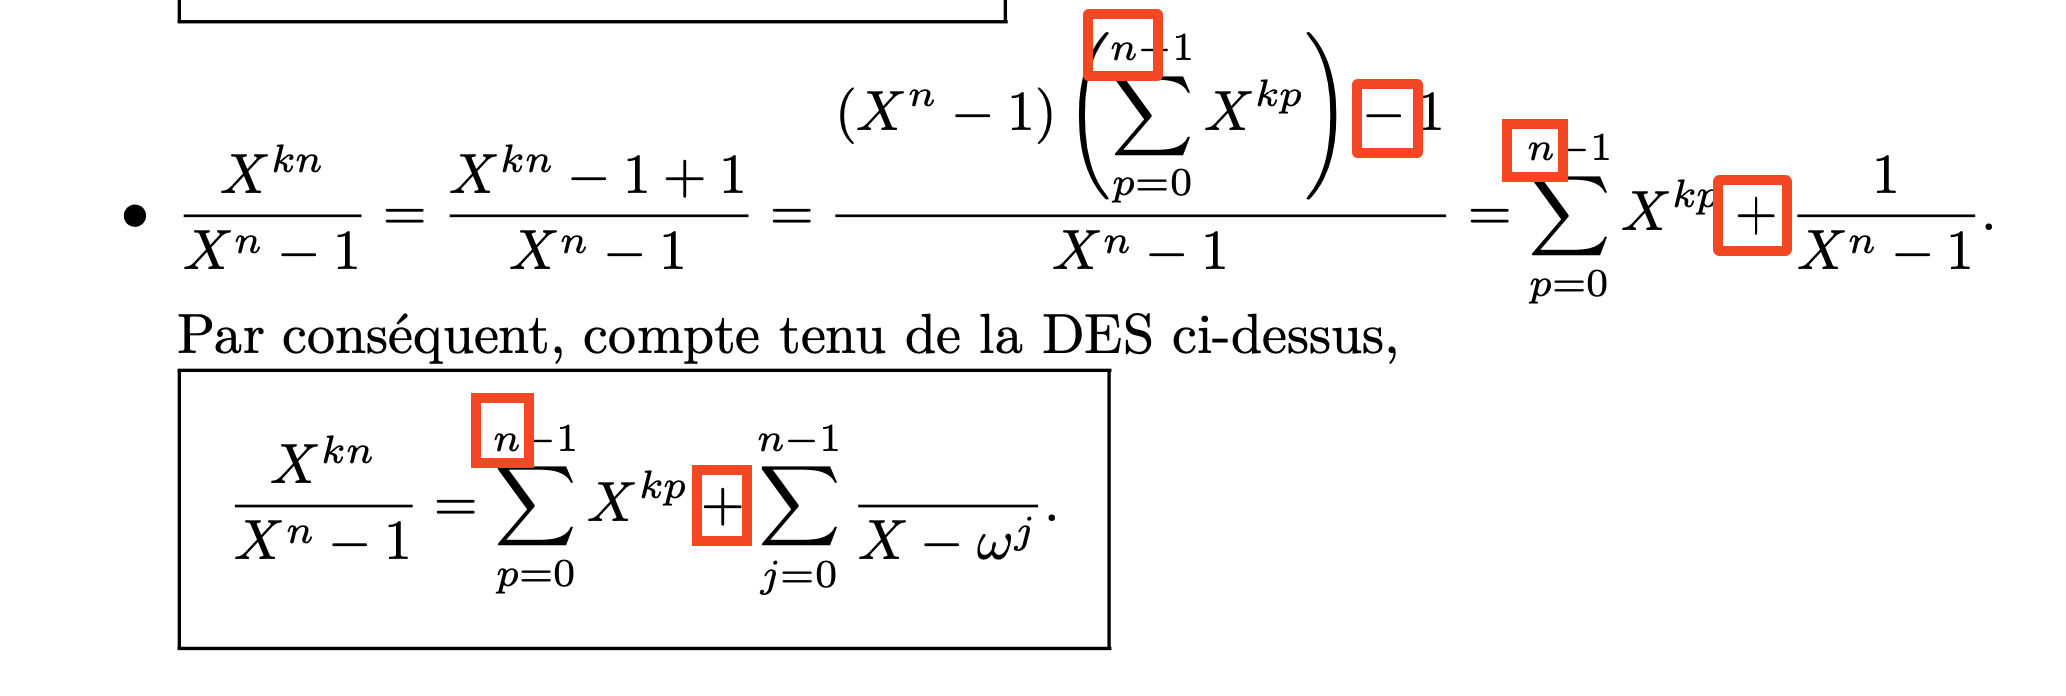 • \frac{X^{kn}}{X^n - 1} = \frac{X^{kn} - 1 + 1}{X^n - 1} = \frac{(X^n - 1)\left(\sum_{p=0}^{n-1} X^{kp}\right) - 1}{X^n - 1} = \sum_{p=0}^{n-1} X^{kp} + \frac{1}{X^n - 1}.
Par conséquent, compte tenu de la DES ci-dessus,
\frac{X^{kn}}{X^n - 1} = \sum_{p=0}^{n-1} X^{kp} + \sum_{j=0}^{n-1} \frac{}{X - \omega^j}.